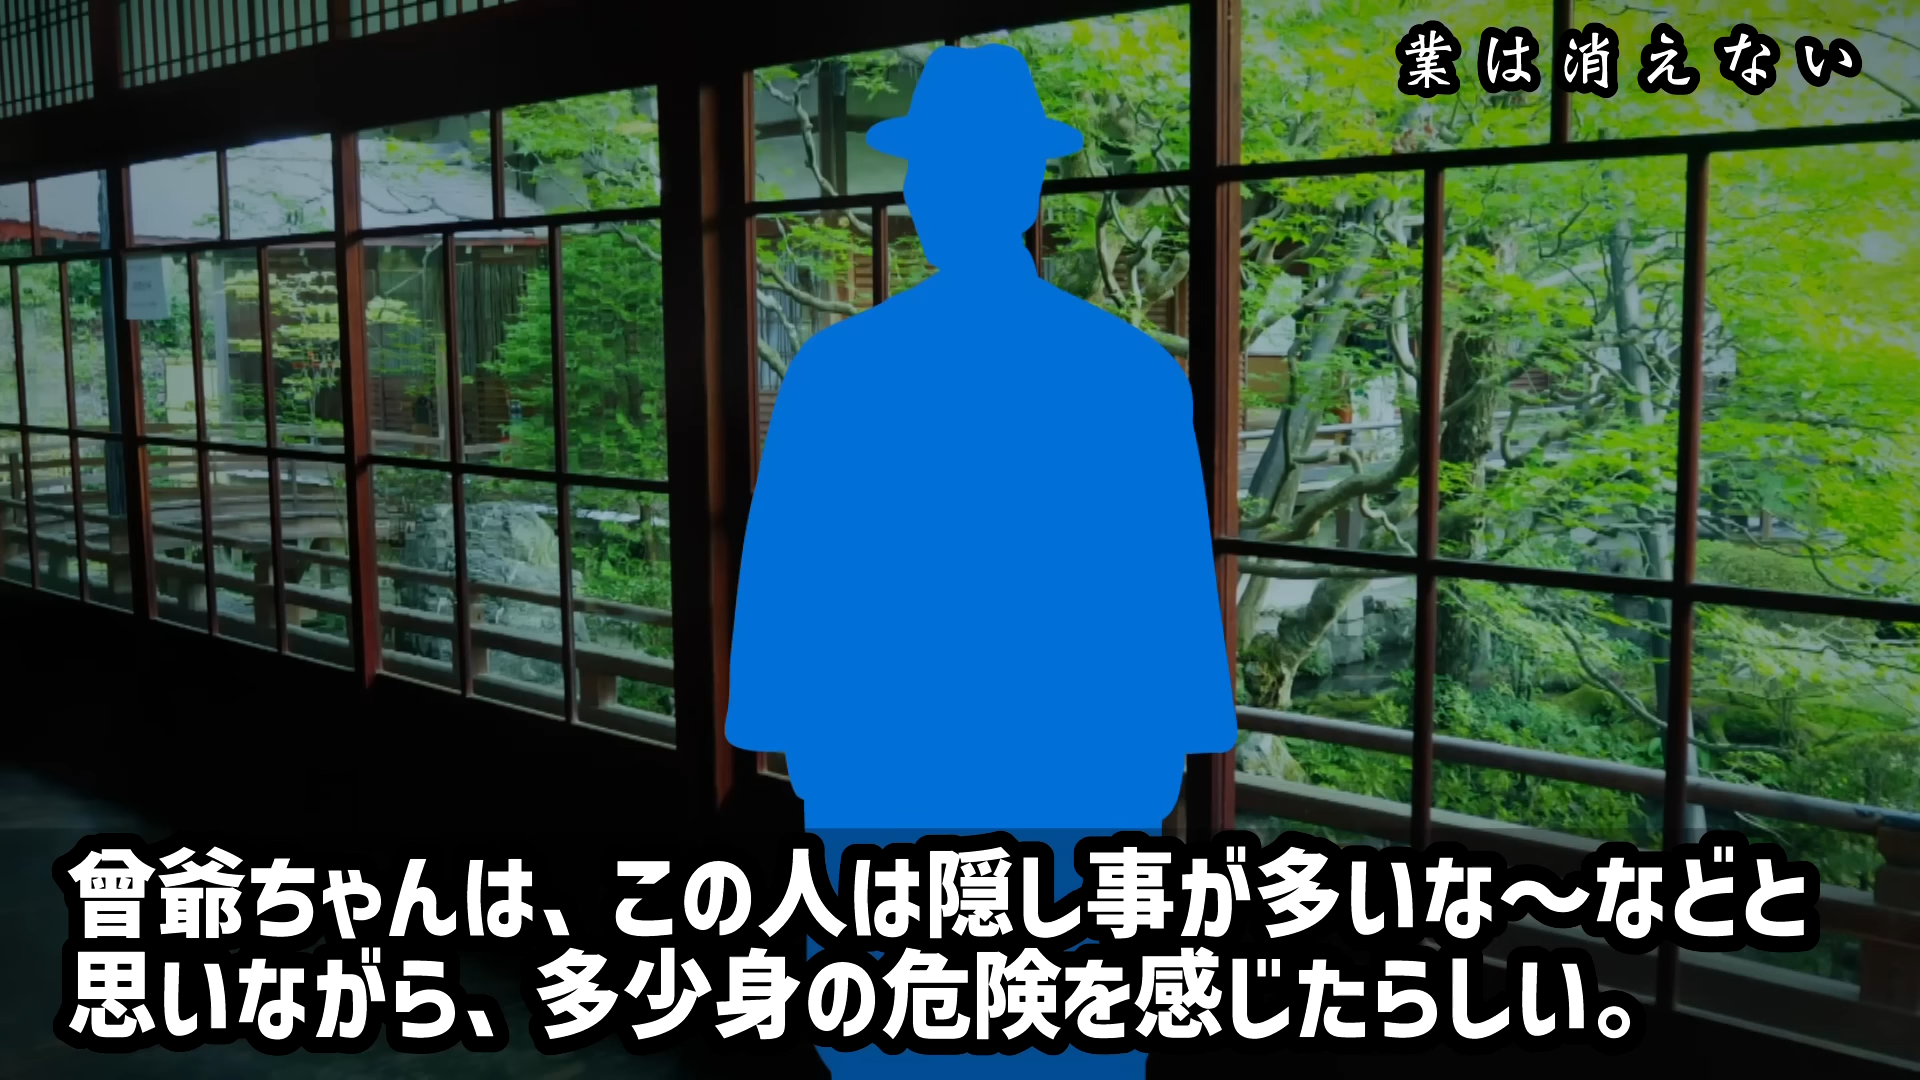 業は消えない
曾爺ちゃんは、この人は隠し事が多いな〜などと
思いながら、多少身の危険を感じたらしい。